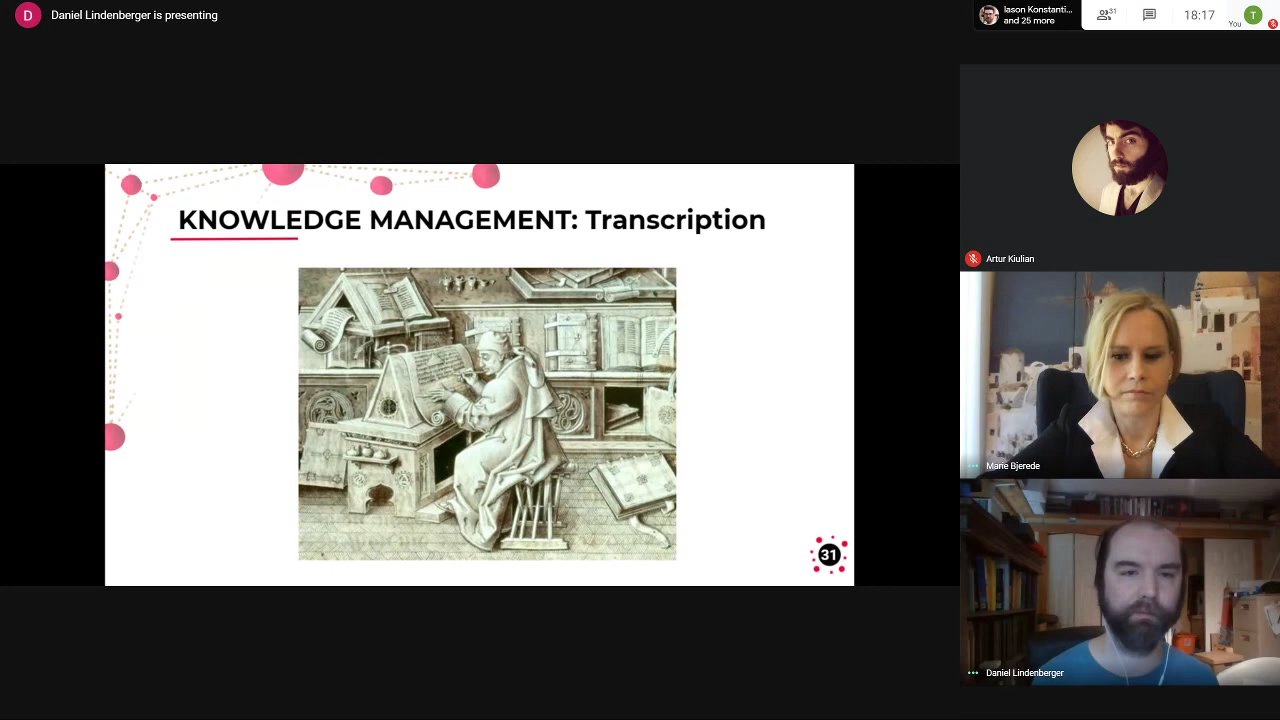 D
Daniel Lindenberger is presenting
Iason Konstanti...
and 25 more
31
18:17
You
T
KNOWLEDGE MANAGEMENT: Transcription
31
Artur Kiulian
Marie Bjerede
Daniel Lindenberger